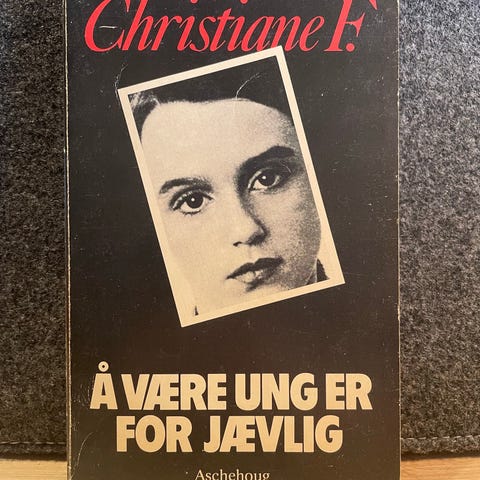 Christiane F.
Å VÆRE UNG ER
FOR JÆVLIG
Aschehoug